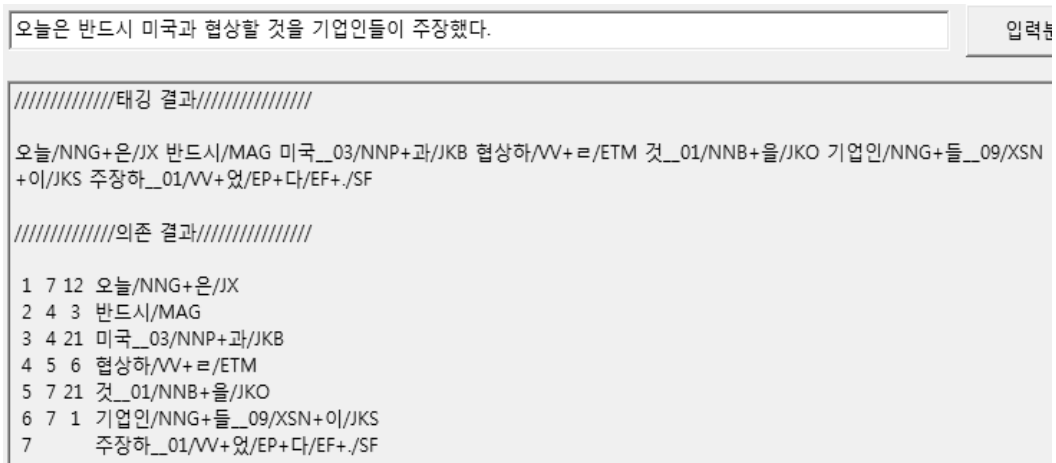 오늘은 반드시 미국과 협상할 것을 기업인들이 주장했다.
입력분
//////////////태깅 결과////////////////
오늘/NNG+은/JX 반드시/MAG 미국__03/NNP+과/JKB 협상하/VV+ㄹ/ETM 것__01/NNB+을/JKO 기업인/NNG+들__09/XSN
+이/JKS 주장하__01/VV+었/EP+다/EF+./SF
//////////////의존 결과////////////////
1 7 12 오늘/NNG+은/JX
2 4 3 반드시/MAG
3 4 21 미국__03/NNP+과/JKB
4 5 6 협상하/VV+ㄹ/ETM
5 7 21 것__01/NNB+을/JKO
6 7 1 기업인/NNG+들__09/XSN+이/JKS
7 주장하__01/VV+었/EP+다/EF+./SF